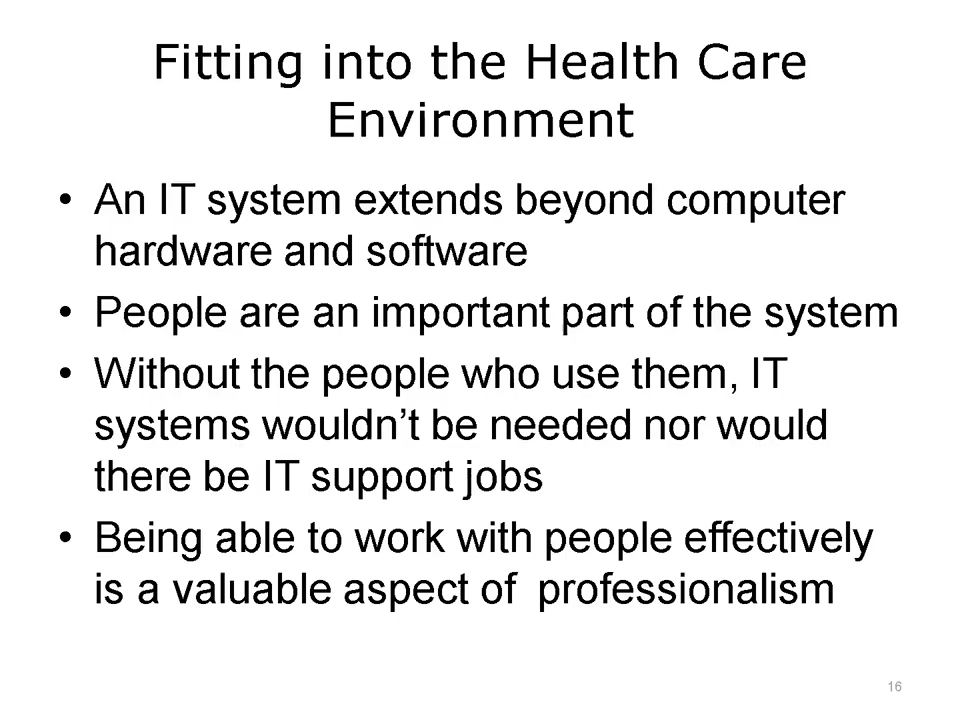 Fitting into the Health Care
Environment
• An IT system extends beyond computer
hardware and software
• People are an important part of the system
• Without the people who use them, IT
systems wouldn’t be needed nor would
there be IT support jobs
• Being able to work with people effectively
is a valuable aspect of  professionalism
16